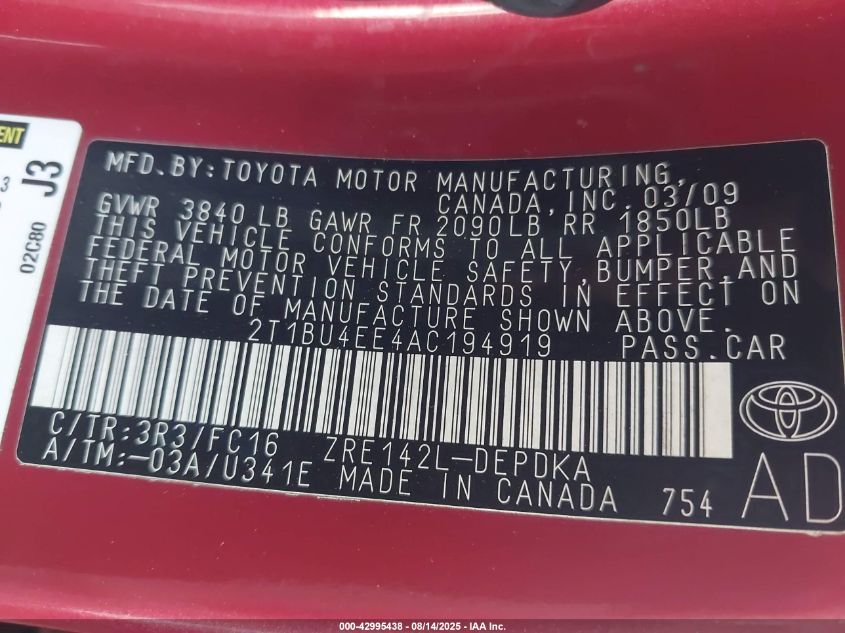 ENT
J3
3
02C80
MFD.BY:TOYOTA MOTOR MANUFACTURING,
CANADA,INC. 03/09
GVWR 3840 LB GAWR FR 2090LB RR 1850LB
THIS VEHICLE CONFORMS TO ALL APPLICABLE
FEDERAL MOTOR VEHICLE SAFETY,BUMPER,AND
THEFT PREVENTION STANDARDS IN EFFECT ON
THE DATE OF MANUFACTURE SHOWN ABOVE.
2T1BU4EE4AC194919 PASS.CAR
C/TR:3R3/FC16 ZRE142L-DEPDKA
A/TM:-03A/U341E MADE IN CANADA 754
AD
000-42995438 - 08/14/2025 - IAA Inc.